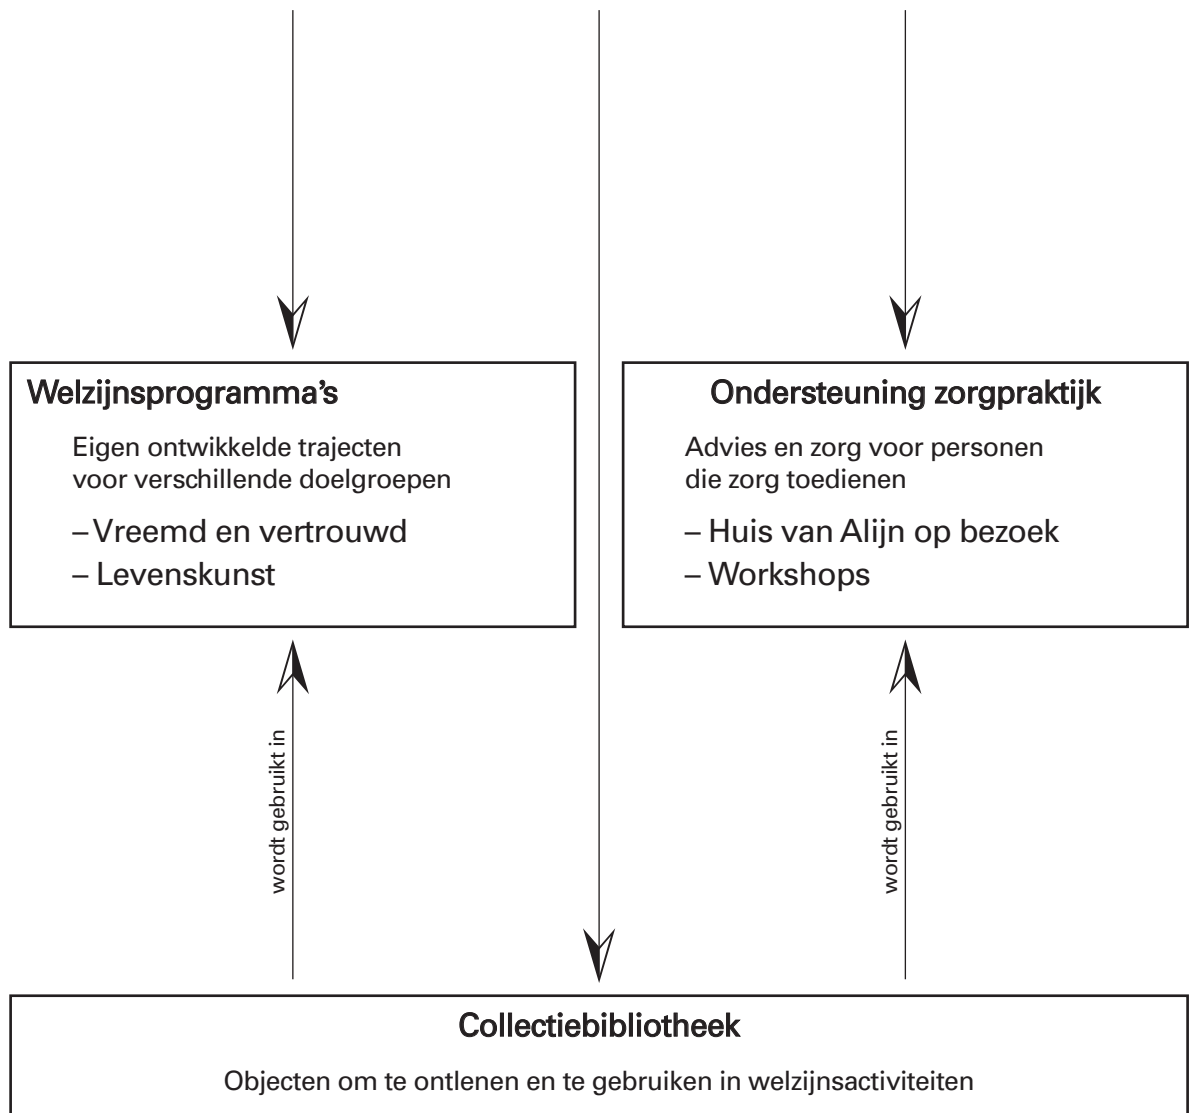 Welzijnsprogramma's
Eigen ontwikkelde trajecten
voor verschillende doelgroepen
– Vreemd en vertrouwd
– Levenskunst
Ondersteuning zorgpraktijk
Advies en zorg voor personen
die zorg toedienen
– Huis van Alijn op bezoek
– Workshops
wordt gebruikt in
wordt gebruikt in
Collectiebibliotheek
Objecten om te ontlenen en te gebruiken in welzijnsactiviteiten